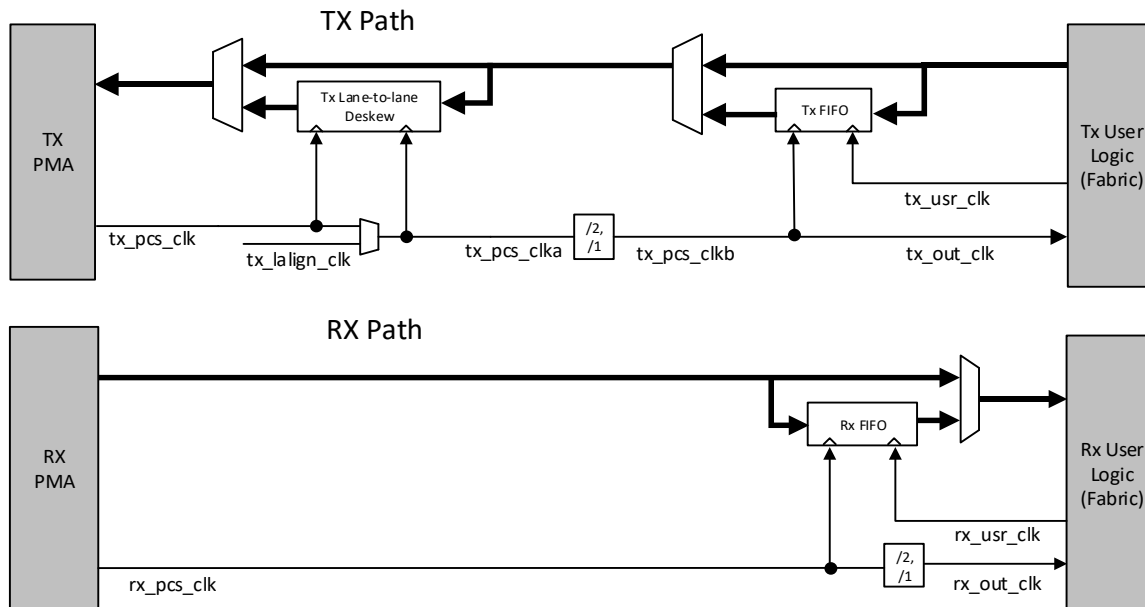 TX Path
TX
PMA
Tx Lane-to-lane
Deskew
Tx FIFO
Tx User
Logic
(Fabric)
tx_usr_clk
tx_pcs_clk
tx_lalign_clk
tx_pcs_clka
/2,
/1
tx_pcs_clkb
tx_out_clk
RX Path
RX
PMA
Rx FIFO
Rx User
Logic
(Fabric)
rx_usr_clk
rx_pcs_clk
/2,
/1
rx_out_clk